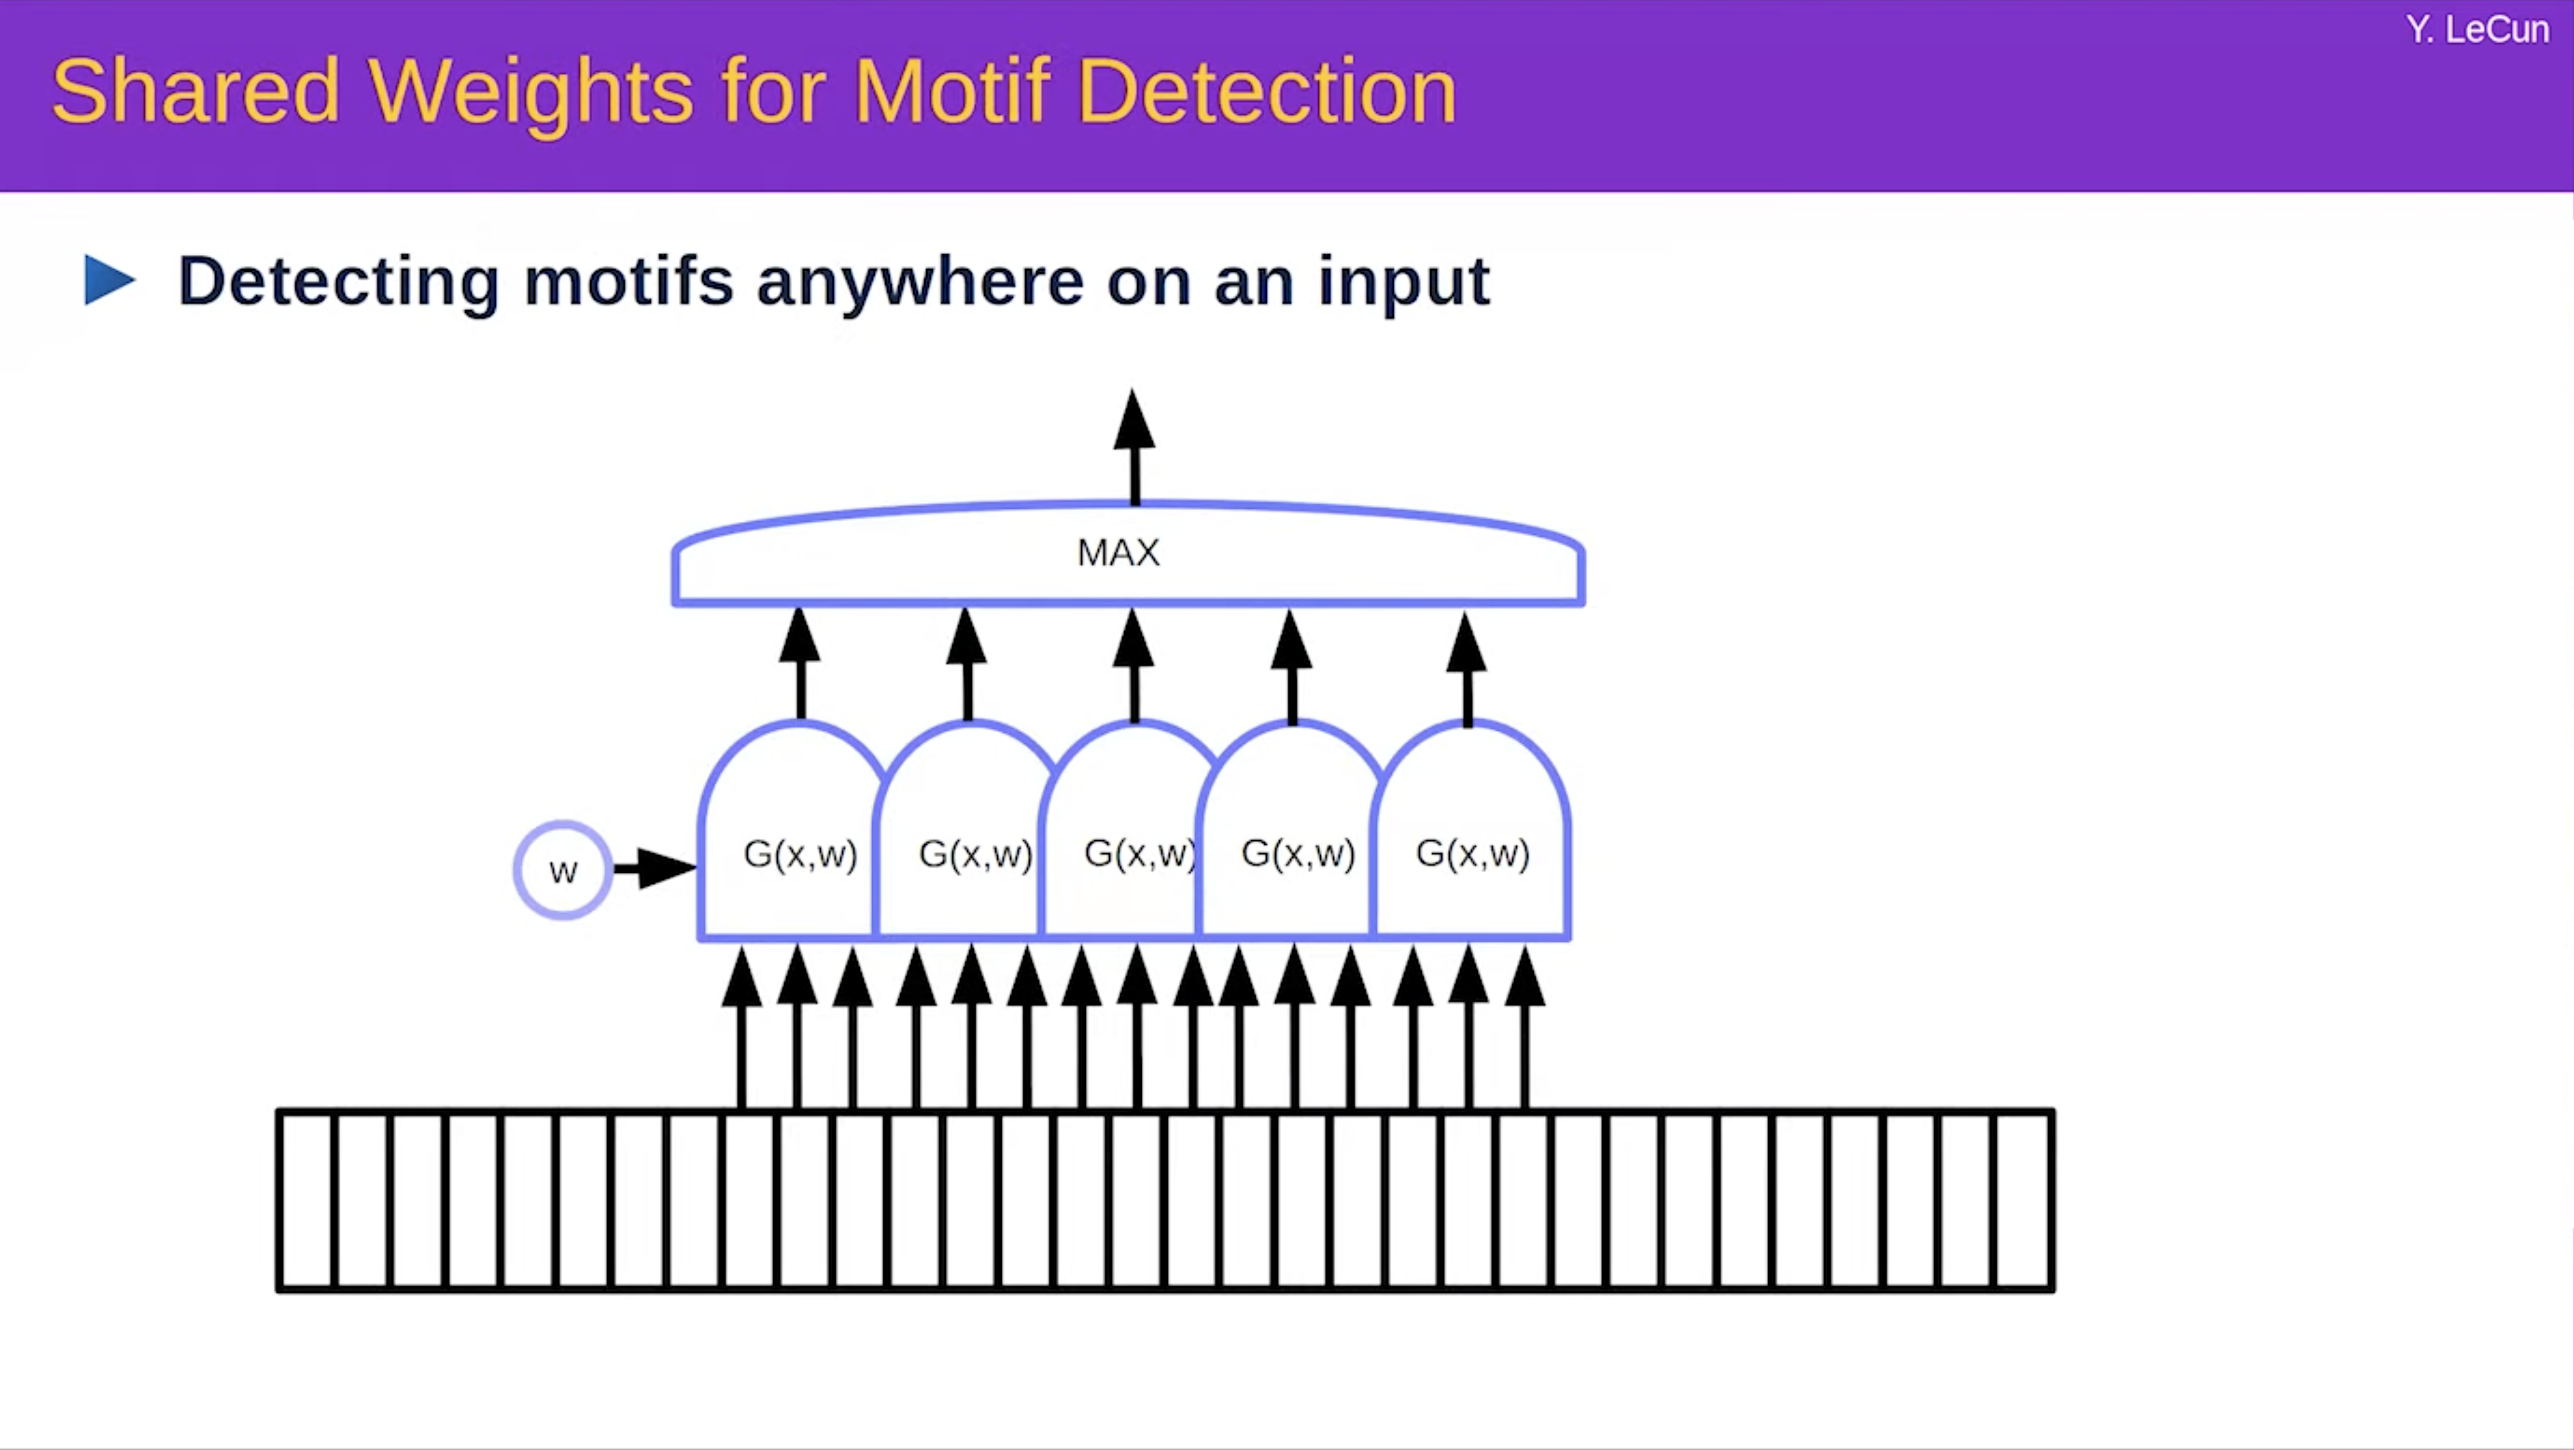 Y. LeCun
Shared Weights for Motif Detection
Detecting motifs anywhere on an input
MAX
w
G(x,w) G(x,w) G(x,w) G(x,w) G(x,w)